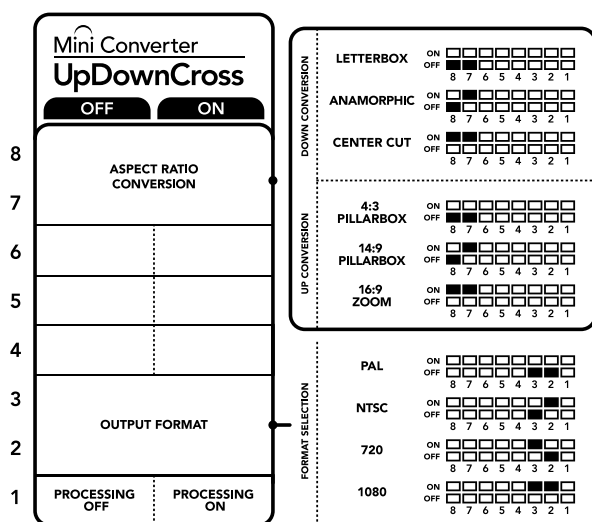 Mini Converter
UpDownCross
OFF ON
8
ASPECT RATIO
CONVERSION
7
6
5
4
3
OUTPUT FORMAT
2
1
PROCESSING
OFF
PROCESSING
ON
DOWN CONVERSION
LETTERBOX
ON
OFF
8 7 6 5 4 3 2 1
ANAMORPHIC
ON
OFF
8 7 6 5 4 3 2 1
CENTER CUT
ON
OFF
8 7 6 5 4 3 2 1
UP CONVERSION
4:3
PILLARBOX
ON
OFF
8 7 6 5 4 3 2 1
14:9
PILLARBOX
ON
OFF
8 7 6 5 4 3 2 1
16:9
ZOOM
ON
OFF
8 7 6 5 4 3 2 1
FORMAT SELECTION
PAL
ON
OFF
8 7 6 5 4 3 2 1
NTSC
ON
OFF
8 7 6 5 4 3 2 1
720
ON
OFF
8 7 6 5 4 3 2 1
1080
ON
OFF
8 7 6 5 4 3 2 1